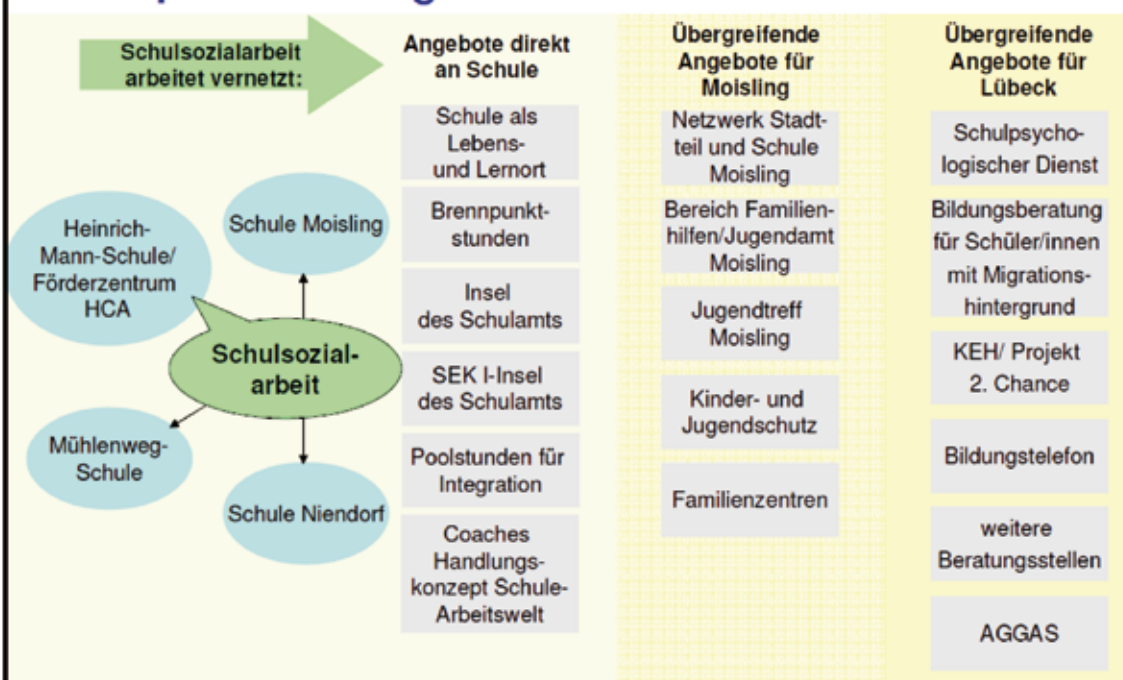 Schulsozialarbeit
arbeitet vernetzt:
Heinrich-
Mann-Schule/
Förderzentrum
HCA
Schule Moisling
Schulsozial-
arbeit
Mühlenweg-
Schule
Schule Niendorf
Angebote direkt
an Schule
Schule als
Lebens-
und Lernort
Brennpunkt-
stunden
Insel
des Schulamts
SEK I-Insel
des Schulamts
Poolstunden für
Integration
Coaches
Handlungs-
konzept Schule-
Arbeitswelt
Übergreifende
Angebote für
Moisling
Netzwerk Stadt-
teil und Schule
Moisling
Bereich Familien-
hilfen/Jugendamt
Moisling
Jugendtreff
Moisling
Kinder- und
Jugendschutz
Familienzentren
Übergreifende
Angebote für
Lübeck
Schulpsycho-
logischer Dienst
Bildungsberatung
für Schüler/innen
mit Migrations-
hintergrund
KEH/ Projekt
2. Chance
Bildungstelefon
weitere
Beratungsstellen
AGGAS